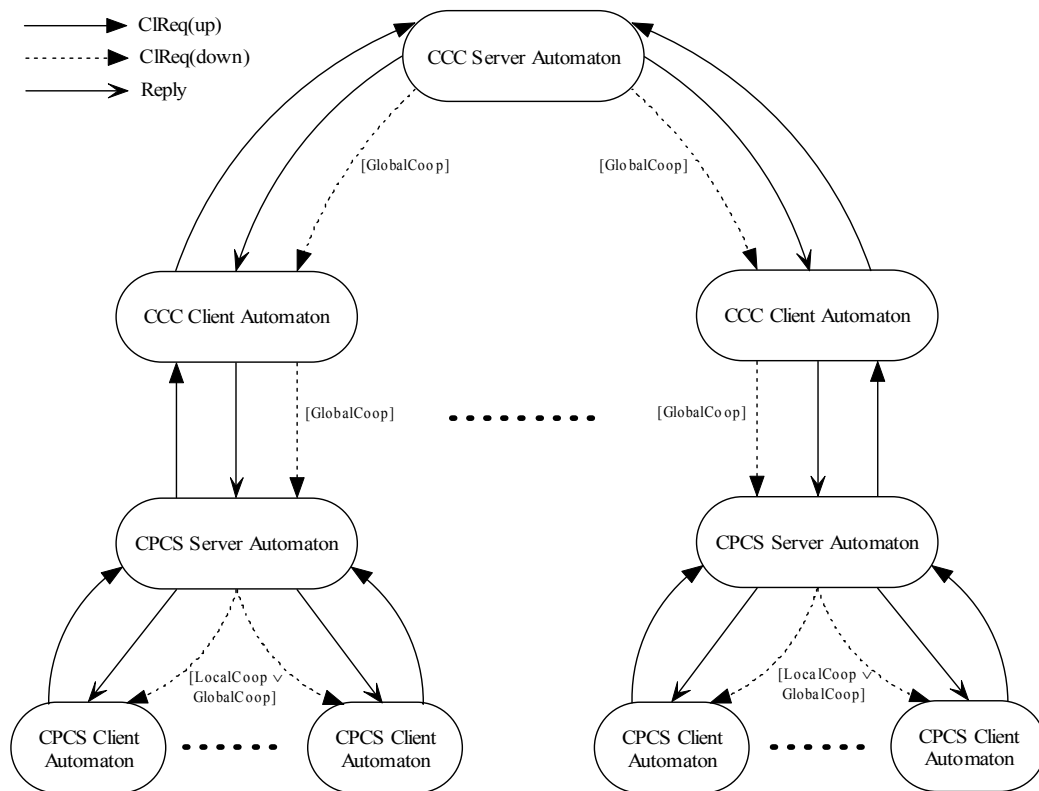 ClReq(up)
ClReq(down)
Reply
CCC Server Automaton
[GlobalCoop]
[GlobalCoop]
CCC Client Automaton
CCC Client Automaton
[GlobalCoop]
[GlobalCoop]
CPCS Server Automaton
CPCS Server Automaton
[LocalCoop ∨
GlobalCoop]
[LocalCoop ∨
GlobalCoop]
CPCS Client
Automaton
CPCS Client
Automaton
CPCS Client
Automaton
CPCS Client
Automaton